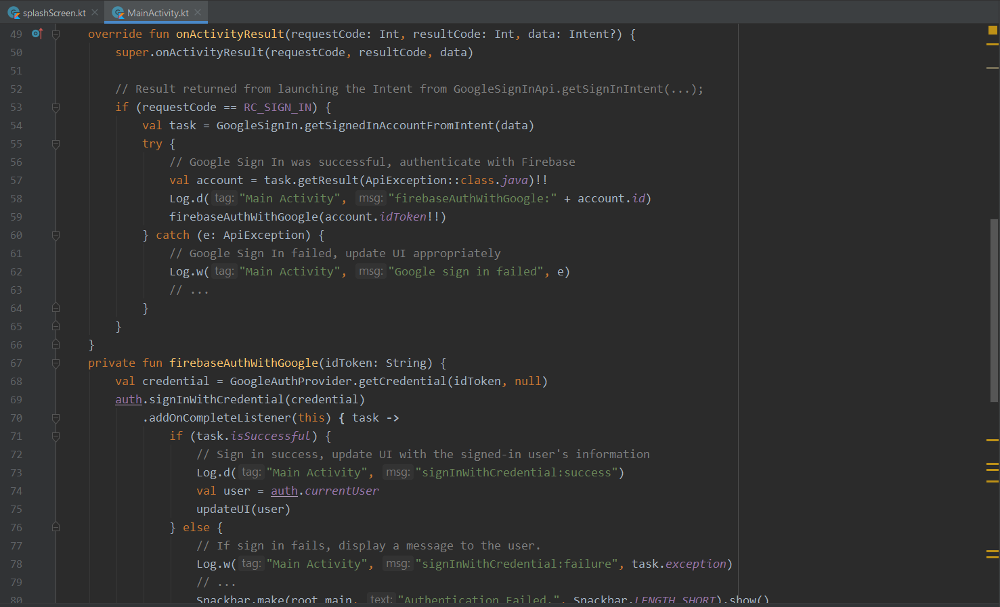 splashScreen.kt MainActivity.kt
49 override fun onActivityResult(requestCode: Int, resultCode: Int, data: Intent?) {
50 super.onActivityResult(requestCode, resultCode, data)
51
52 // Result returned from launching the Intent from GoogleSignInApi.getSignInIntent(...);
53 if (requestCode == RC_SIGN_IN) {
54 val task = GoogleSignIn.getSignedInAccountFromIntent(data)
55 try {
56 // Google Sign In was successful, authenticate with Firebase
57 val account = task.getResult(ApiException::class.java)!!
58 Log.d( tag: "Main Activity", msg: "firebaseAuthWithGoogle:" + account.id)
59 firebaseAuthWithGoogle(account.idToken!!)
60 } catch (e: ApiException) {
61 // Google Sign In failed, update UI appropriately
62 Log.w( tag: "Main Activity", msg: "Google sign in failed", e)
63 // ...
64 }
65 }
66 }
67 private fun firebaseAuthWithGoogle(idToken: String) {
68 val credential = GoogleAuthProvider.getCredential(idToken, null)
69 auth.signInWithCredential(credential)
70 .addOnCompleteListener(this) { task ->
71 if (task.isSuccessful) {
72 // Sign in success, update UI with the signed-in user's information
73 Log.d( tag: "Main Activity", msg: "signInWithCredential:success")
74 val user = auth.currentUser
75 updateUI(user)
76 } else {
77 // If sign in fails, display a message to the user.
78 Log.w( tag: "Main Activity", msg: "signInWithCredential:failure", task.exception)
79 // ...
80 Snackbar.make(root_main, text: "Authentication Failed.", Snackbar.LENGTH_SHORT).show()